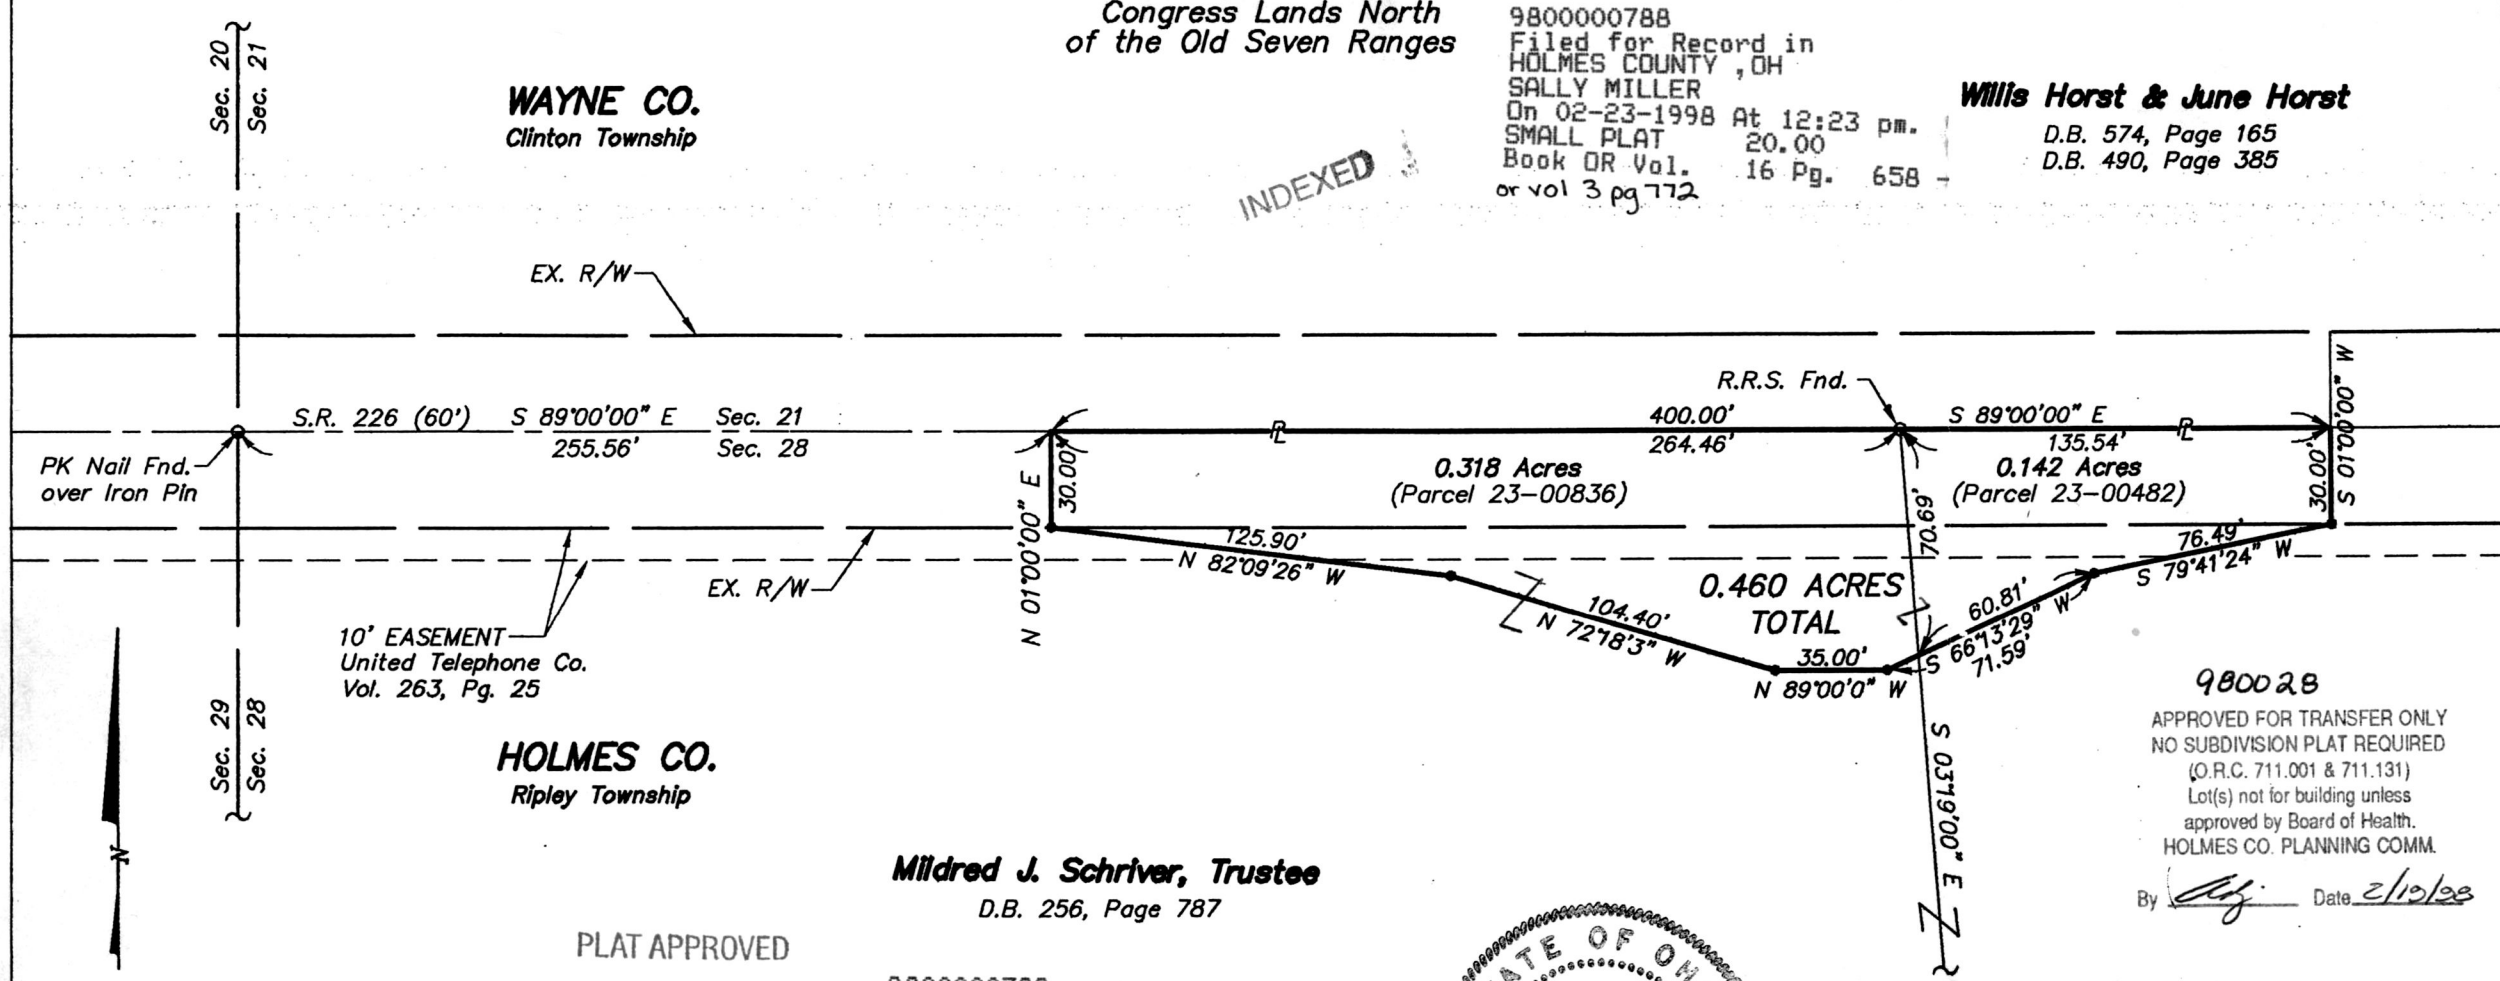 Congress Lands North
of the Old Seven Ranges
9800000788
Filed for Record in
HOLMES COUNTY ,OH
SALLY MILLER
On 02-23-1998 At 12:23 pm.
SMALL PLAT 20.00
Book OR Vol. 16 Pg. 658 -
or vol 3 pg 772
INDEXED
Willis Horst & June Horst
D.B. 574, Page 165
D.B. 490, Page 385
Sec. 20
Sec. 21
WAYNE CO.
Clinton Township
EX. R/W
R.R.S. Fnd.
S.R. 226 (60')
S 89°00'00" E
Sec. 21
255.56'
Sec. 28
PK Nail Fnd.
over Iron Pin
400.00'
264.46'
S 89°00'00" E
135.54'
PL
PL
0.318 Acres
(Parcel 23-00836)
0.142 Acres
(Parcel 23-00482)
N 01°00'00" E
30.00'
30.00'
S 01°00'00" W
70.69'
125.90'
N 82°09'26" W
104.40'
N 72°18'3" W
35.00'
N 89°00'0" W
60.81'
S 66°13'29" W
71.59'
76.49'
S 79°41'24" W
0.460 ACRES
TOTAL
S 03°19'00" E
EX. R/W
10' EASEMENT
United Telephone Co.
Vol. 263, Pg. 25
Sec. 29
Sec. 28
HOLMES CO.
Ripley Township
N
Mildred J. Schriver, Trustee
D.B. 256, Page 787
PLAT APPROVED
980028
APPROVED FOR TRANSFER ONLY
NO SUBDIVISION PLAT REQUIRED
(O.R.C. 711.001 & 711.131)
Lot(s) not for building unless
approved by Board of Health.
HOLMES CO. PLANNING COMM.
By Date 2/19/98
ATE OF OH